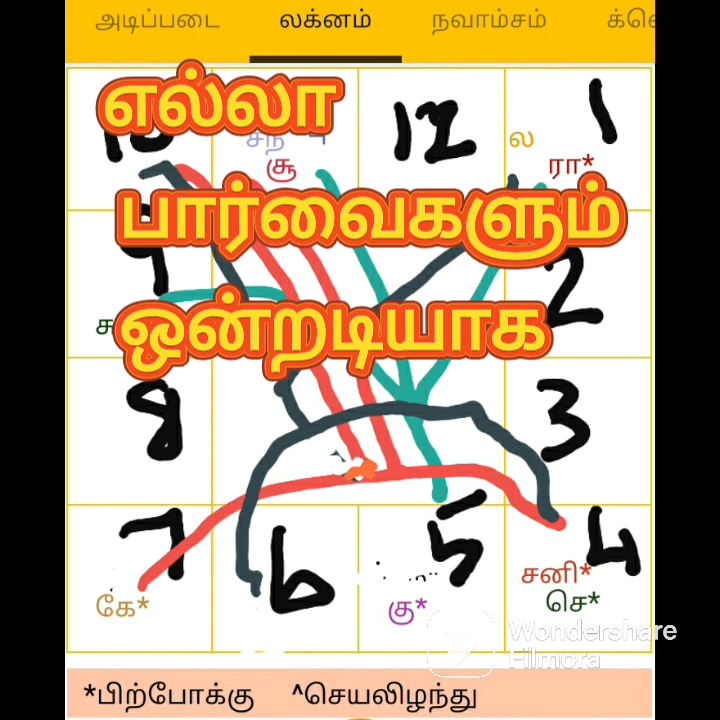 அடிப்படை லக்னம் நவாம்சம்
எல்லா
12 ல 1
சூ ரா*
பார்வைகளும்
9 2
ஒன்றடியாக
8 3
7 6 5 4
சனி*
கே* கு* செ*
Wondershare
Filmora
*பிற்போக்கு ^செயலிழந்து